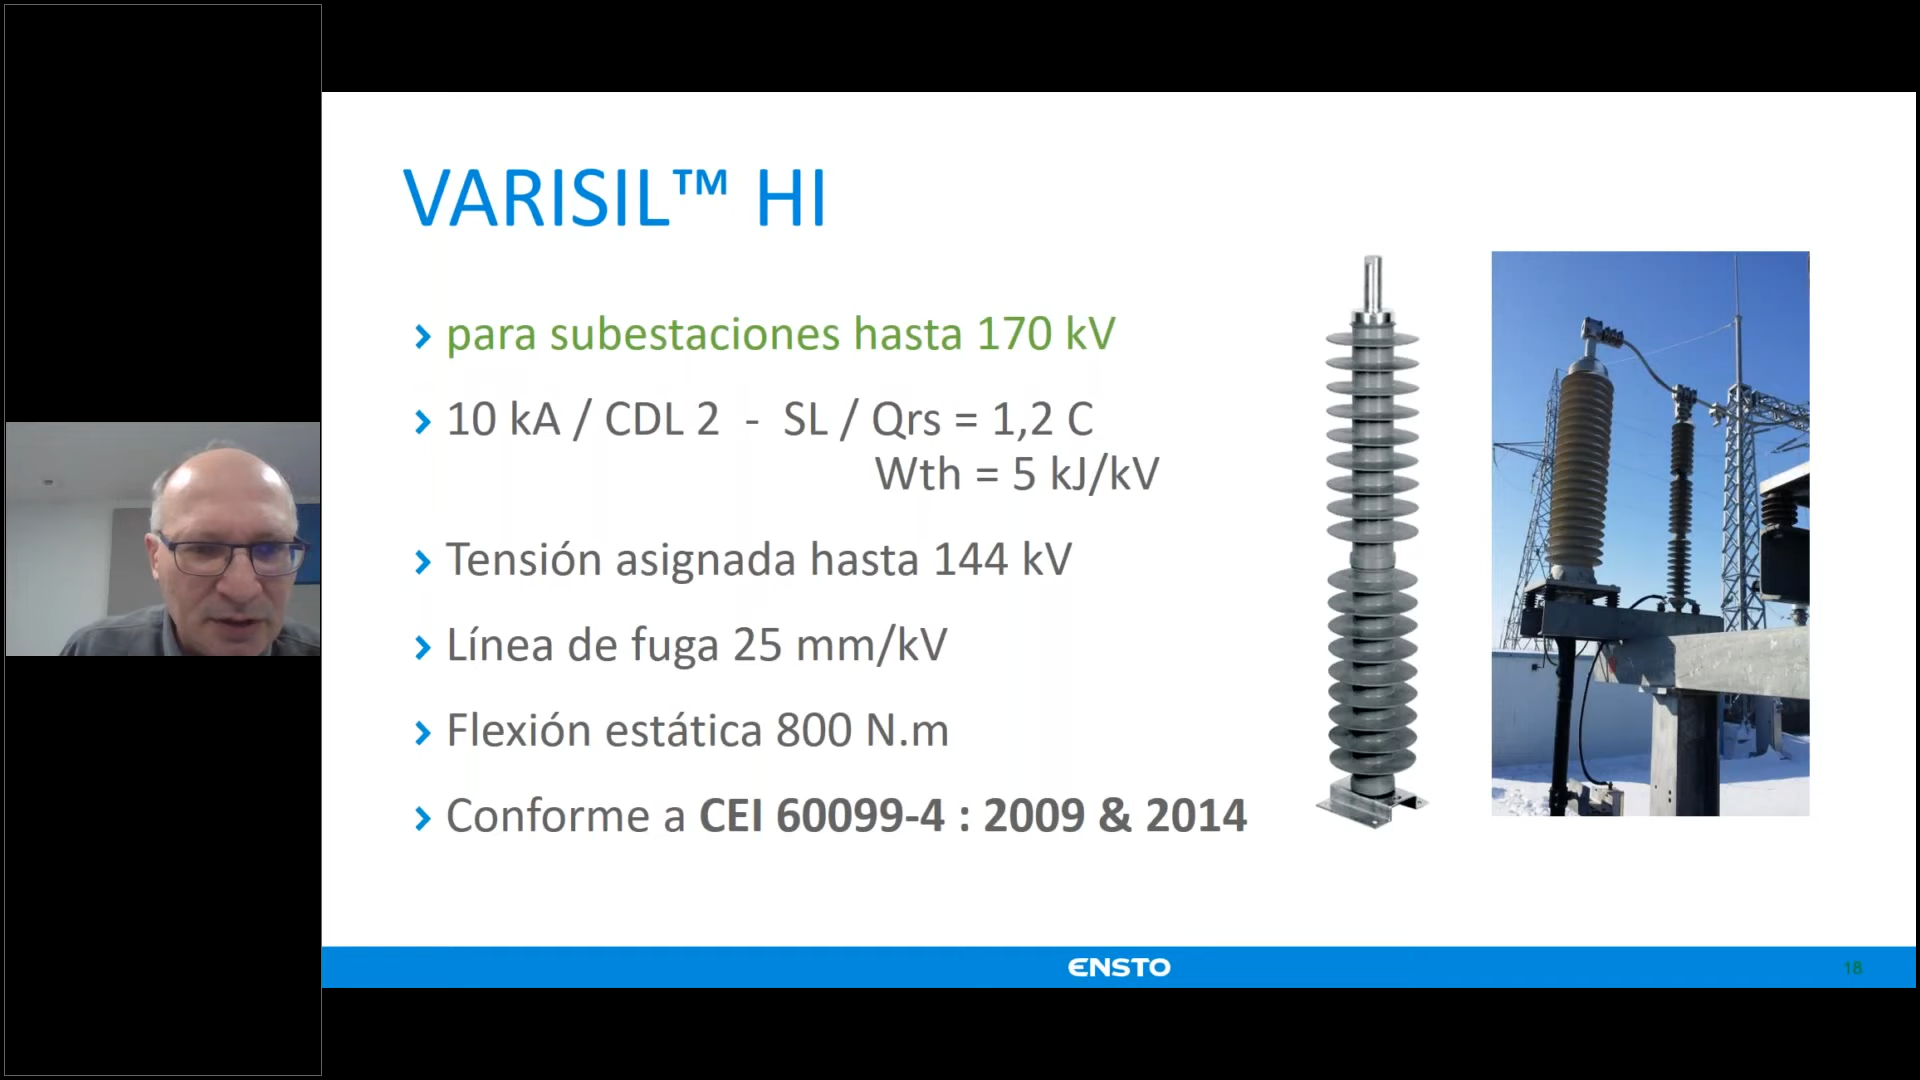 VARISIL™ HI
para subestaciones hasta 170 kV
10 kA / CDL 2 - SL / Qrs = 1,2 C
Wth = 5 kJ/kV
Tensión asignada hasta 144 kV
Línea de fuga 25 mm/kV
Flexión estática 800 N.m
Conforme a CEI 60099-4 : 2009 & 2014
ENSTO
18